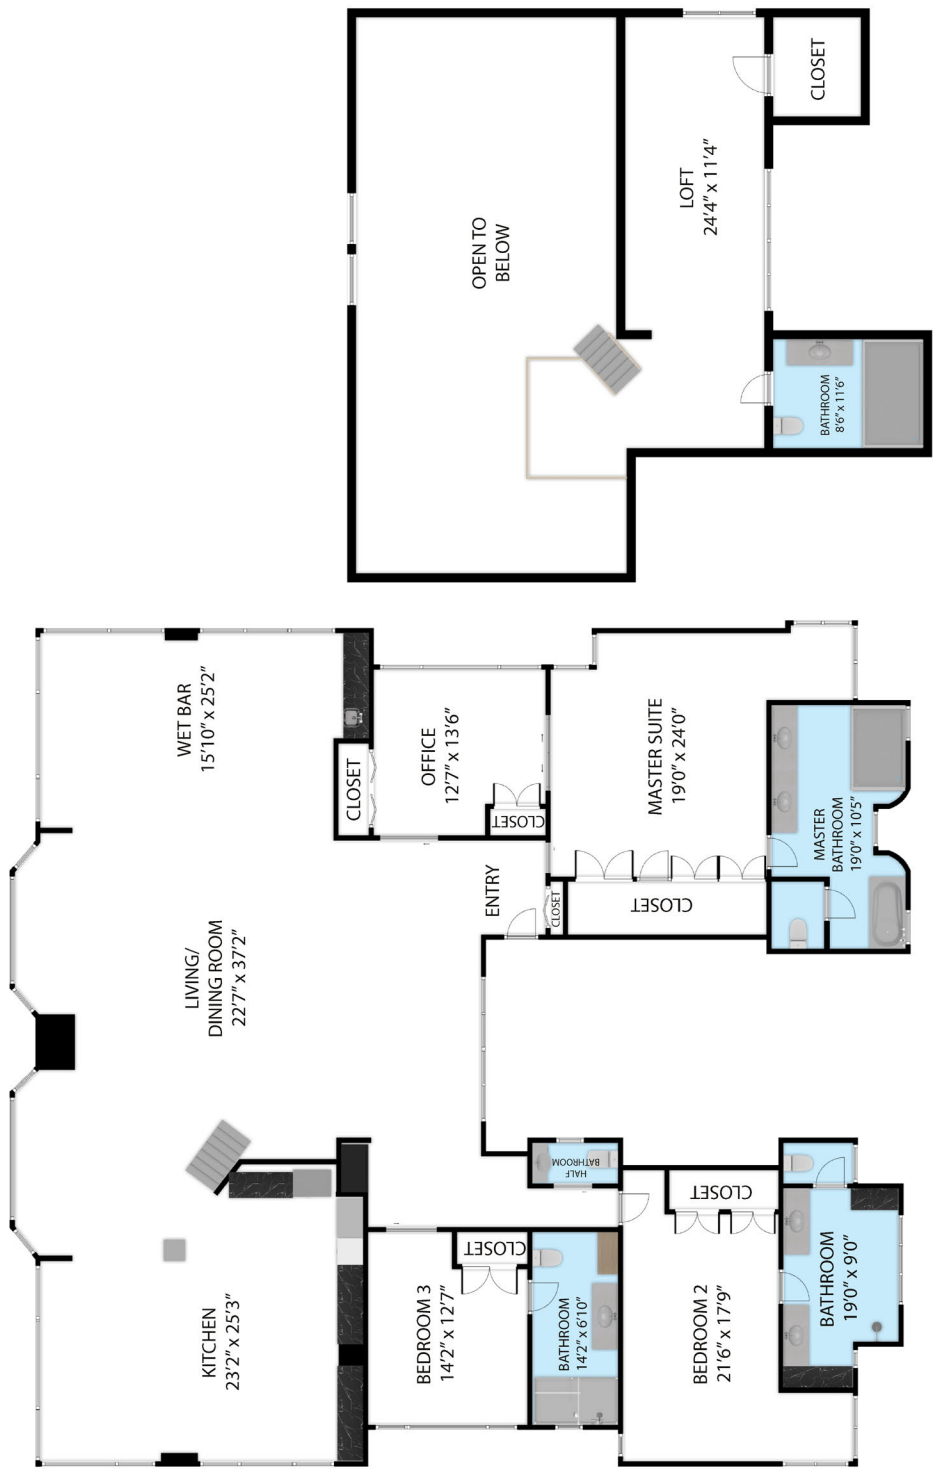 CLOSET
LOFT
24'4" x 11'4"
OPEN TO
BELOW
BATHROOM
8'6" x 11'6"
WET BAR
15'10" x 25'2"
CLOSET
OFFICE
12'7" x 13'6"
CLOSET
MASTER SUITE
19'0" x 24'0"
MASTER
BATHROOM
19'0" x 10'5"
ENTRY
CLOSET
CLOSET
LIVING/
DINING ROOM
22'7" x 37'2"
HALF
BATHROOM
CLOSET
KITCHEN
23'2" x 25'3"
CLOSET
BEDROOM 3
14'2" x 12'7"
BATHROOM
14'2" x 6'10"
BEDROOM 2
21'6" x 17'9"
BATHROOM
19'0" x 9'0"